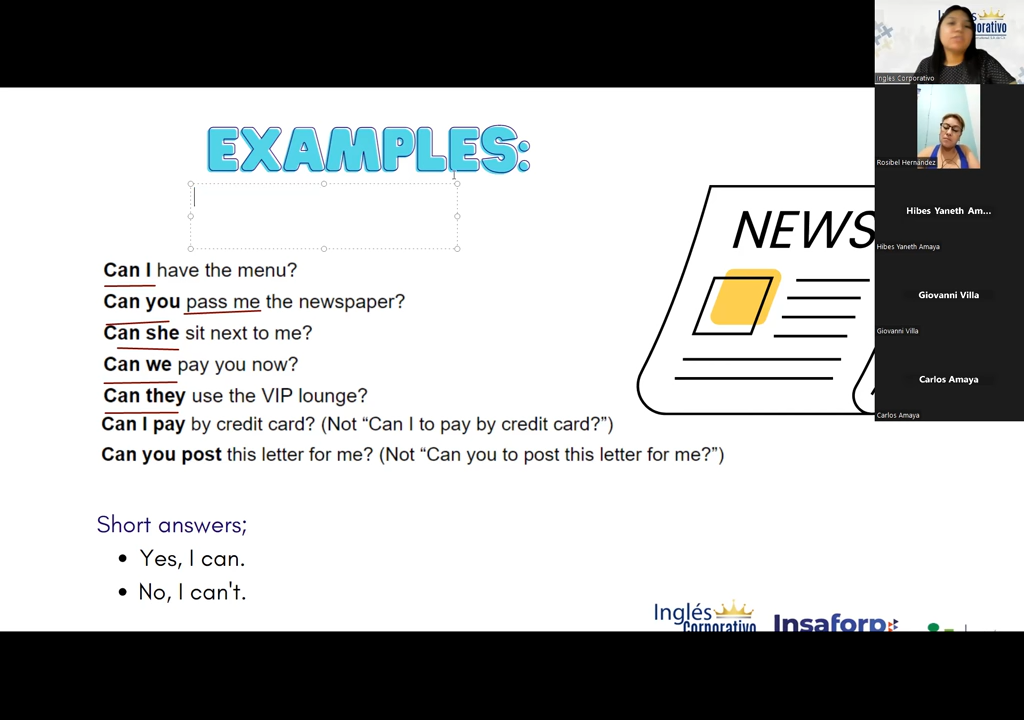 Inglés
Corporativo
Rosibel Hernández
Hibes Yaneth Am...
Hibes Yaneth Amaya
Giovanni Villa
Giovanni Villa
Carlos Amaya
Carlos Amaya
EXAMPLES:
NEWS
Can I have the menu?
Can you pass me the newspaper?
Can she sit next to me?
Can we pay you now?
Can they use the VIP lounge?
Can I pay by credit card? (Not “Can I to pay by credit card?”)
Can you post this letter for me? (Not “Can you to post this letter for me?”)
Short answers;
• Yes, I can.
• No, I can't.
Inglés
Corporativo
Insaforp